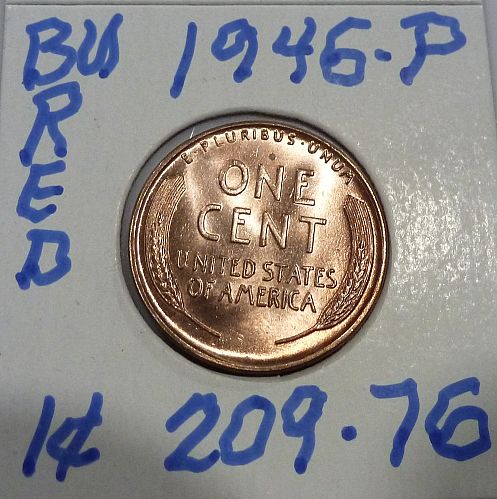 BU 1946-P
RED
E·PLURIBUS·UNUM
ONE
CENT
UNITED STATES
OF AMERICA
1¢ 209.76